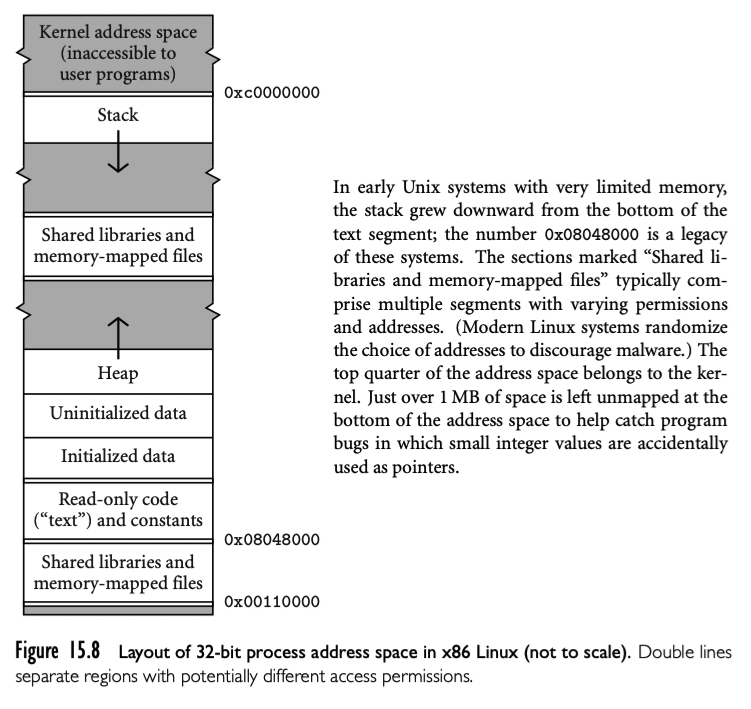 Kernel address space
(inaccessible to
user programs)
0xc0000000
Stack
Shared libraries and
memory-mapped files
Heap
Uninitialized data
Initialized data
Read-only code
(“text”) and constants
0x08048000
Shared libraries and
memory-mapped files
0x00110000
In early Unix systems with very limited memory,
the stack grew downward from the bottom of the
text segment; the number 0x08048000 is a legacy
of these systems. The sections marked “Shared li-
braries and memory-mapped files” typically com-
prise multiple segments with varying permissions
and addresses. (Modern Linux systems randomize
the choice of addresses to discourage malware.) The
top quarter of the address space belongs to the ker-
nel. Just over 1 MB of space is left unmapped at the
bottom of the address space to help catch program
bugs in which small integer values are accidentally
used as pointers.
Figure 15.8 Layout of 32-bit process address space in x86 Linux (not to scale). Double lines
separate regions with potentially different access permissions.